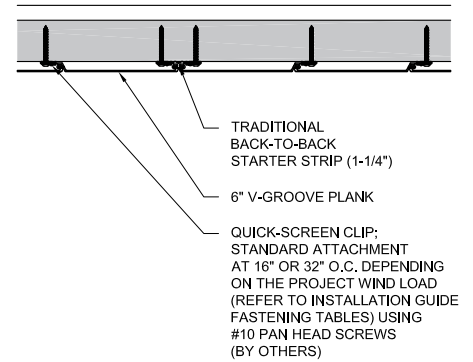 TRADITIONAL
BACK-TO-BACK
STARTER STRIP (1-1/4")
6" V-GROOVE PLANK
QUICK-SCREEN CLIP;
STANDARD ATTACHMENT
AT 16" OR 32" O.C. DEPENDING
ON THE PROJECT WIND LOAD
(REFER TO INSTALLATION GUIDE
FASTENING TABLES) USING
#10 PAN HEAD SCREWS
(BY OTHERS)